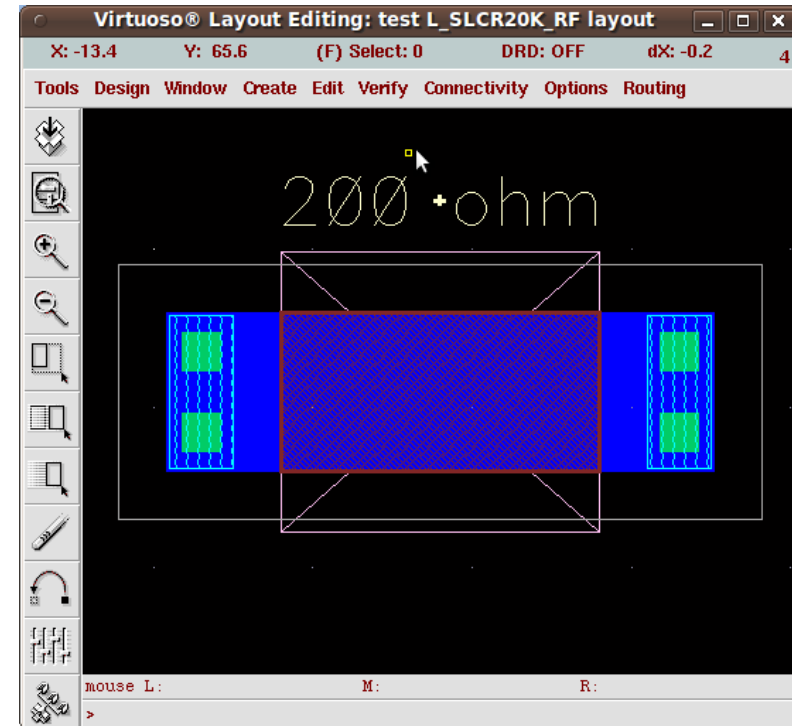 Virtuoso® Layout Editing: test L_SLCR20K_RF layout
X: -13.4 Y: 65.6 (F) Select: 0 DRD: OFF dX: -0.2 4
Tools Design Window Create Edit Verify Connectivity Options Routing
200 ohm
mouse L: M: R:
>